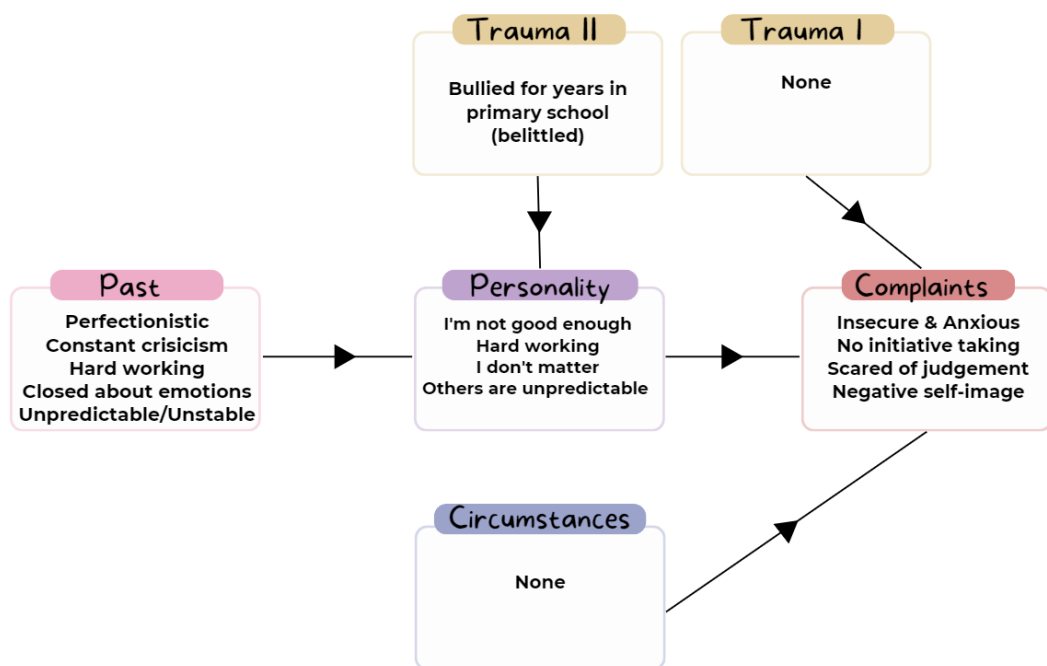 Trauma II
Bullied for years in
primary school
(belittled)
Trauma I
None
Past
Perfectionistic
Constant crisicism
Hard working
Closed about emotions
Unpredictable/Unstable
Personality
I'm not good enough
Hard working
I don't matter
Others are unpredictable
Complaints
Insecure & Anxious
No initiative taking
Scared of judgement
Negative self-image
Circumstances
None